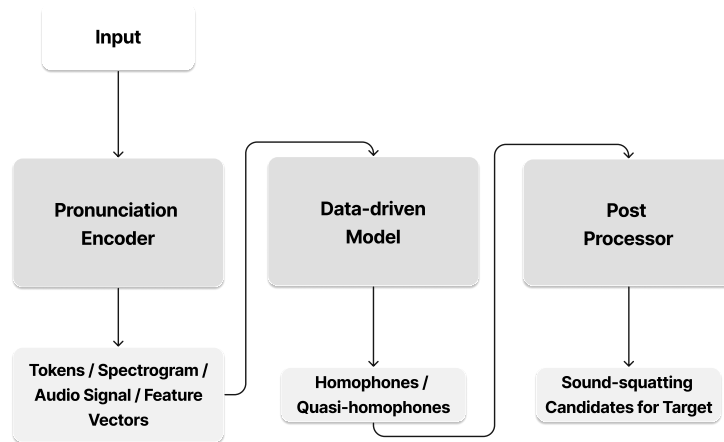 Input
Pronunciation
Encoder
Tokens / Spectrogram /
Audio Signal / Feature
Vectors
Data-driven
Model
Homophones /
Quasi-homophones
Post
Processor
Sound-squatting
Candidates for Target